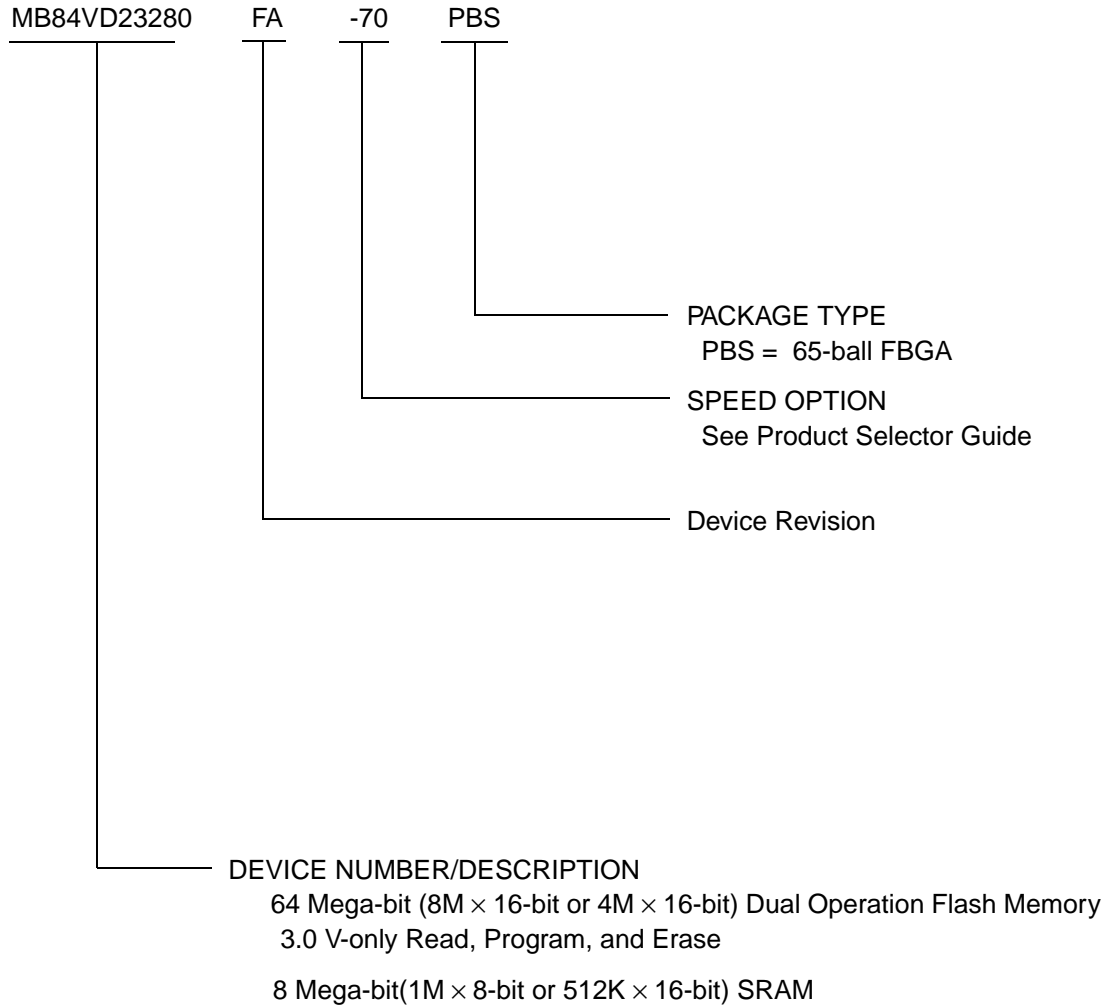 MB84VD23280 FA -70 PBS
PACKAGE TYPE
PBS = 65-ball FBGA
SPEED OPTION
See Product Selector Guide
Device Revision
DEVICE NUMBER/DESCRIPTION
64 Mega-bit (8M × 16-bit or 4M × 16-bit) Dual Operation Flash Memory
3.0 V-only Read, Program, and Erase
8 Mega-bit(1M × 8-bit or 512K × 16-bit) SRAM